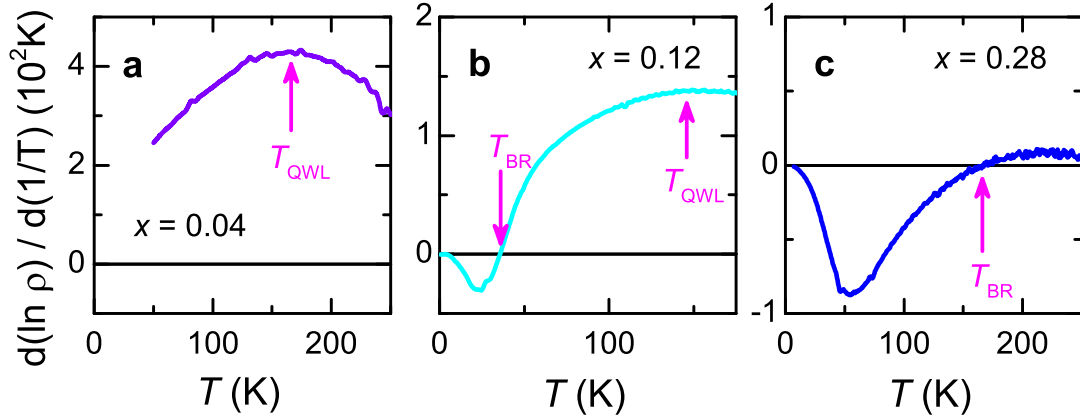 d(ln ρ) / d(1/T) (10²K)
a
4
2
0
T_QWL
x = 0.04
0
100
200
T (K)
2
1
0
b
x = 0.12
T_BR
T_QWL
0
100
T (K)
1
0
-1
c
x = 0.28
T_BR
0
100
200
T (K)